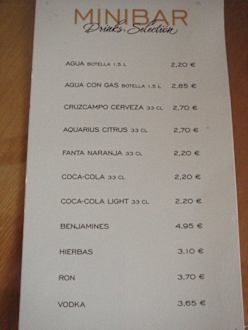 MINIBAR
Drinks Selection
AGUA BOTELLA 1.5 L 2,20 €
AGUA CON GAS BOTELLA 1.5 L 2,85 €
CRUZCAMPO CERVEZA 33 CL 2,70 €
AQUARIUS CITRUS 33 CL 2,70 €
FANTA NARANJA 33 CL 2,20 €
COCA-COLA 33 CL 2,20 €
COCA-COLA LIGHT 33 CL 2,20 €
BENJAMINES 4,95 €
HIERBAS 3,10 €
RON 3,70 €
VODKA 3,65 €